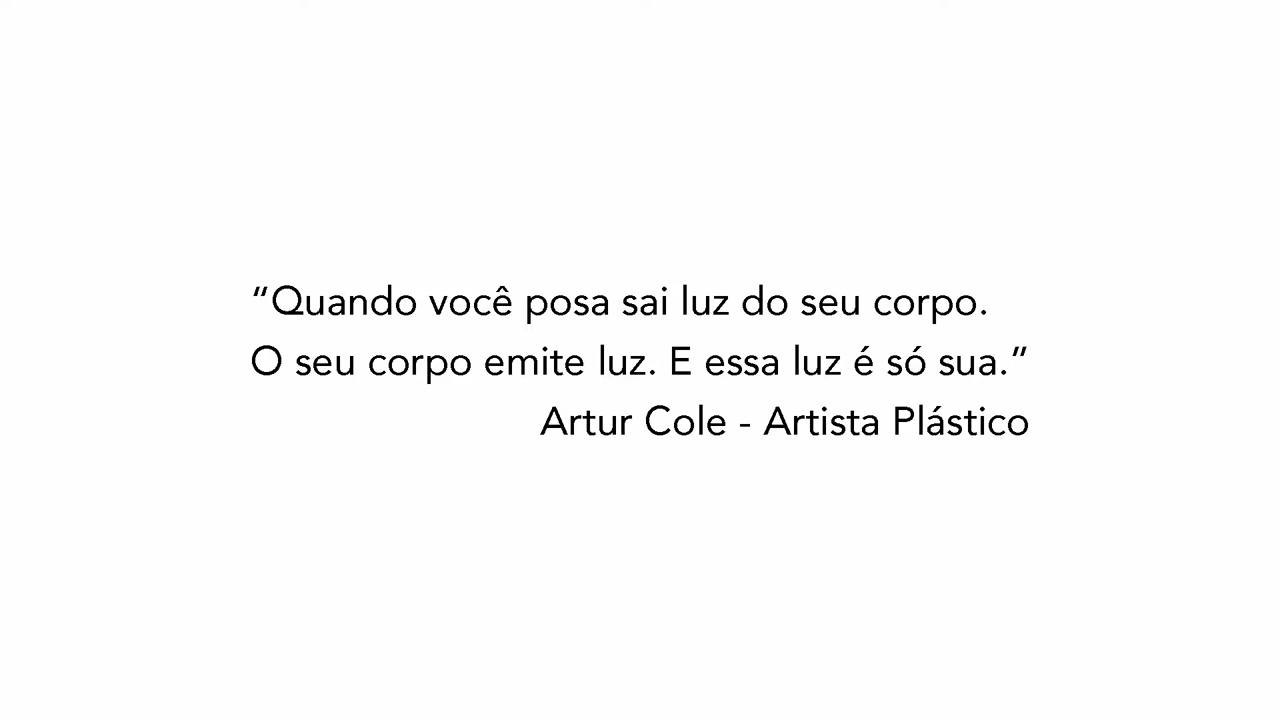 “Quando você posa sai luz do seu corpo.
O seu corpo emite luz. E essa luz é só sua.”
Artur Cole - Artista Plástico